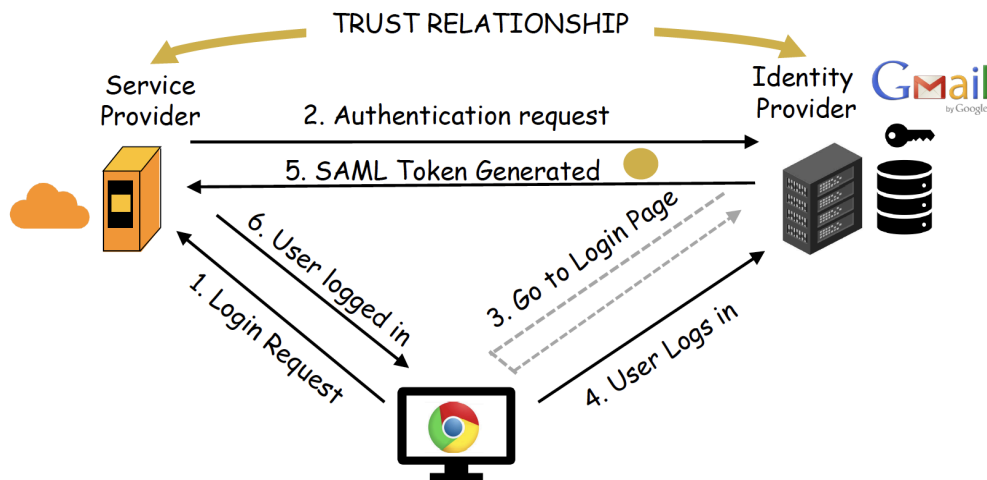 TRUST RELATIONSHIP
Service
Provider
Identity
Provider
Gmail
by Google
2. Authentication request
5. SAML Token Generated
6. User logged in
1. Login Request
3. Go to Login Page
4. User Logs in